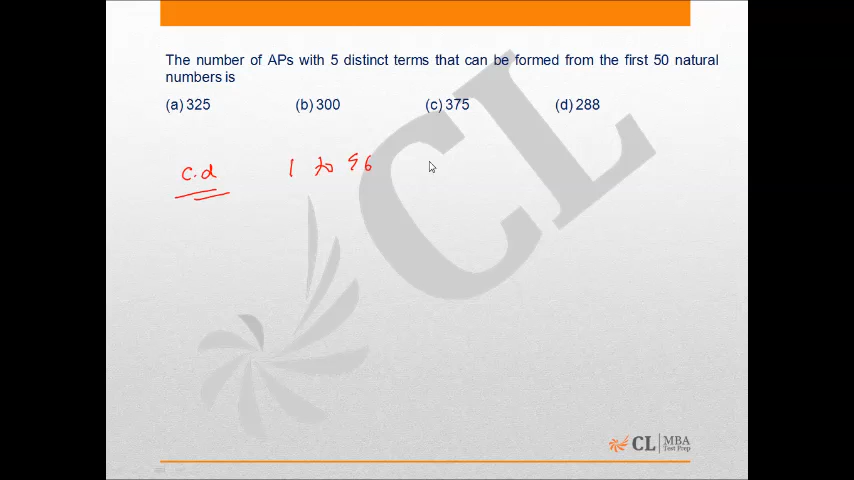 The number of APs with 5 distinct terms that can be formed from the first 50 natural
numbers is
(a) 325 (b) 300 (c) 375 (d) 288
c.d 1 to 46
CL
CL MBA
Test Prep